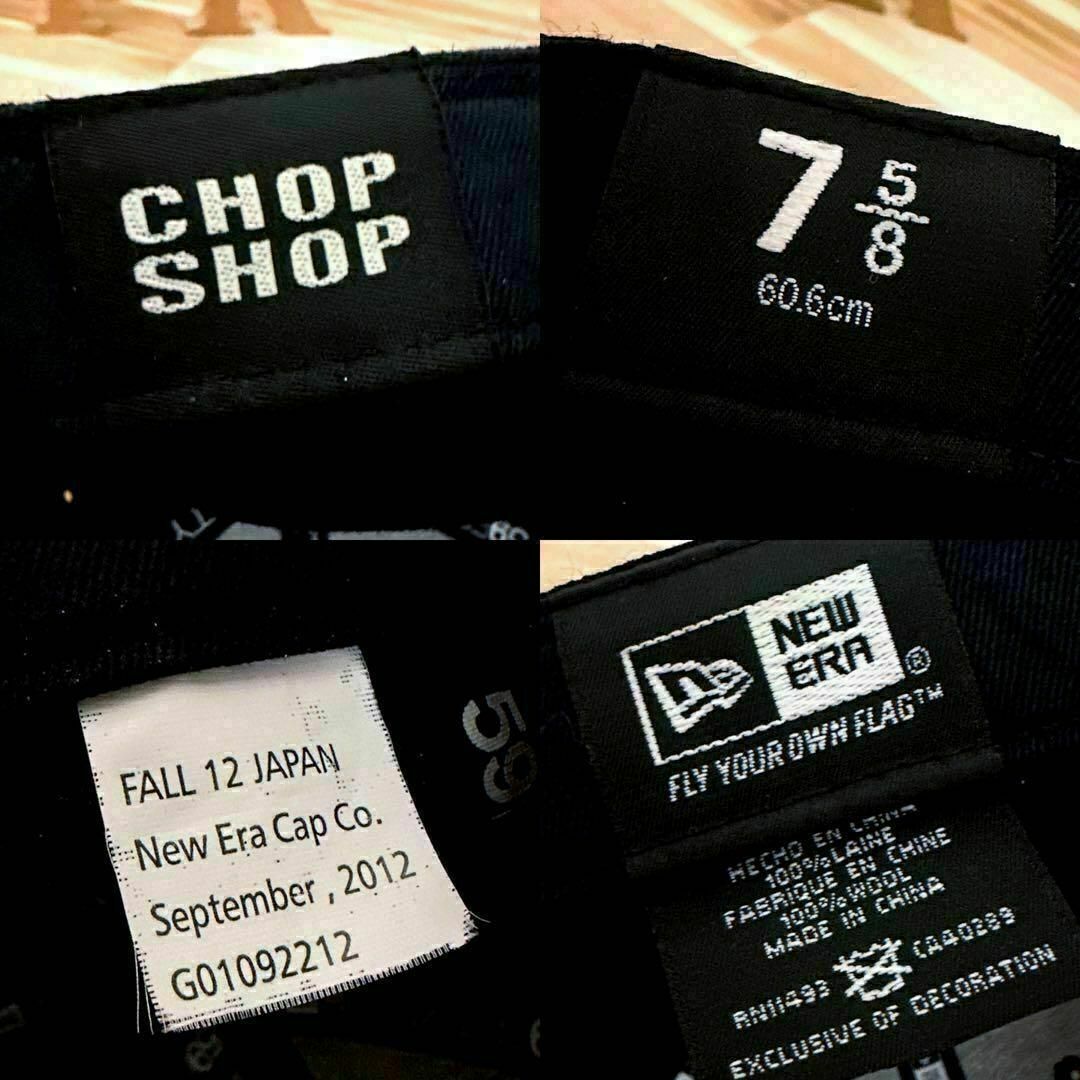 CHOP
SHOP
7 5/8
60.6cm
FALL 12 JAPAN
New Era Cap Co.
September , 2012
G01092212
59
NEW
ERA
®
FLY YOUR OWN FLAG™
HECHO EN CHINA
100%LAINE
FABRIQUE EN CHINE
100%WOOL
MADE IN CHINA
RN11493
CA40289
EXCLUSIVE OF DECORATION